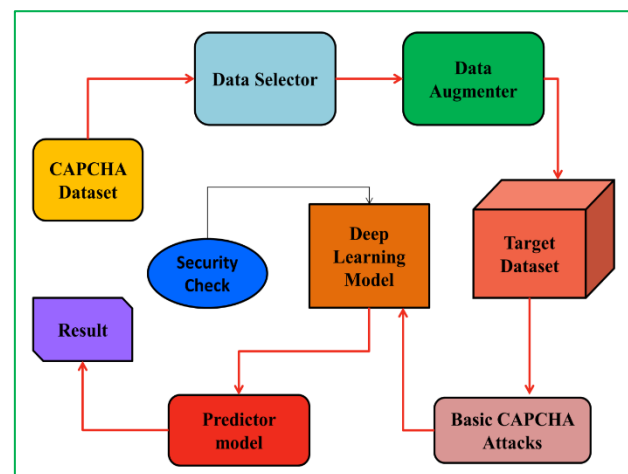 Data Selector
Data
Augmenter
CAPCHA
Dataset
Deep
Learning
Model
Target
Dataset
Security
Check
Result
Predictor
model
Basic CAPCHA
Attacks